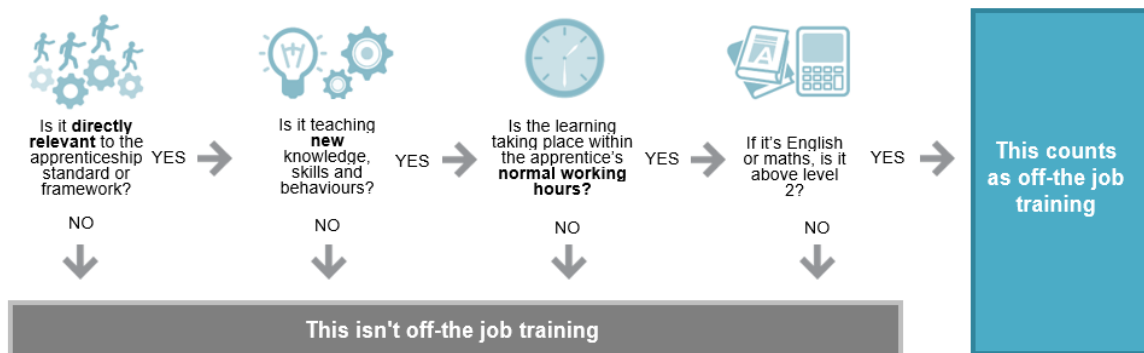 Is it directly
relevant to the
apprenticeship
standard or
framework?
YES
Is it teaching
new
knowledge,
skills and
behaviours?
YES
Is the learning
taking place within
the apprentice's
normal working
hours?
YES
A
If it's English
or maths, is it
above level
2?
YES
This counts
as off-the job
training
NO
NO
NO
NO
This isn't off-the job training